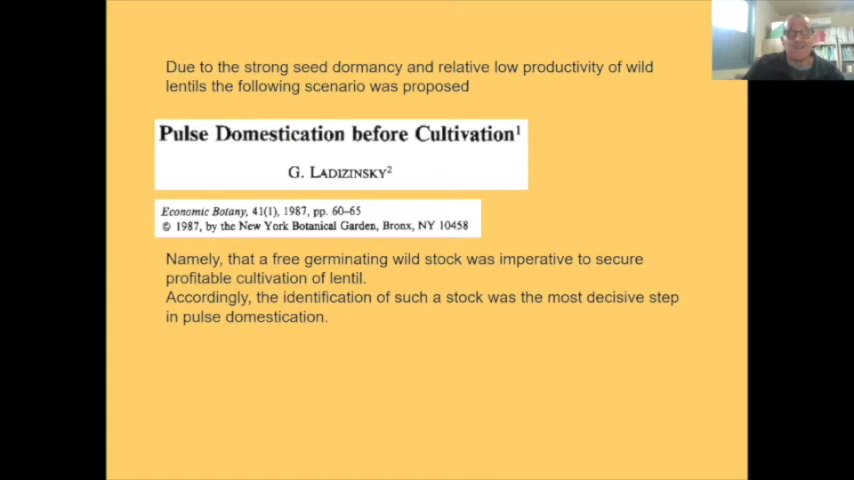 Due to the strong seed dormancy and relative low productivity of wild
lentils the following scenario was proposed
Pulse Domestication before Cultivation¹
G. LADIZINSKY²
Economic Botany, 41(1), 1987, pp. 60–65
© 1987, by the New York Botanical Garden, Bronx, NY 10458
Namely, that a free germinating wild stock was imperative to secure
profitable cultivation of lentil.
Accordingly, the identification of such a stock was the most decisive step
in pulse domestication.